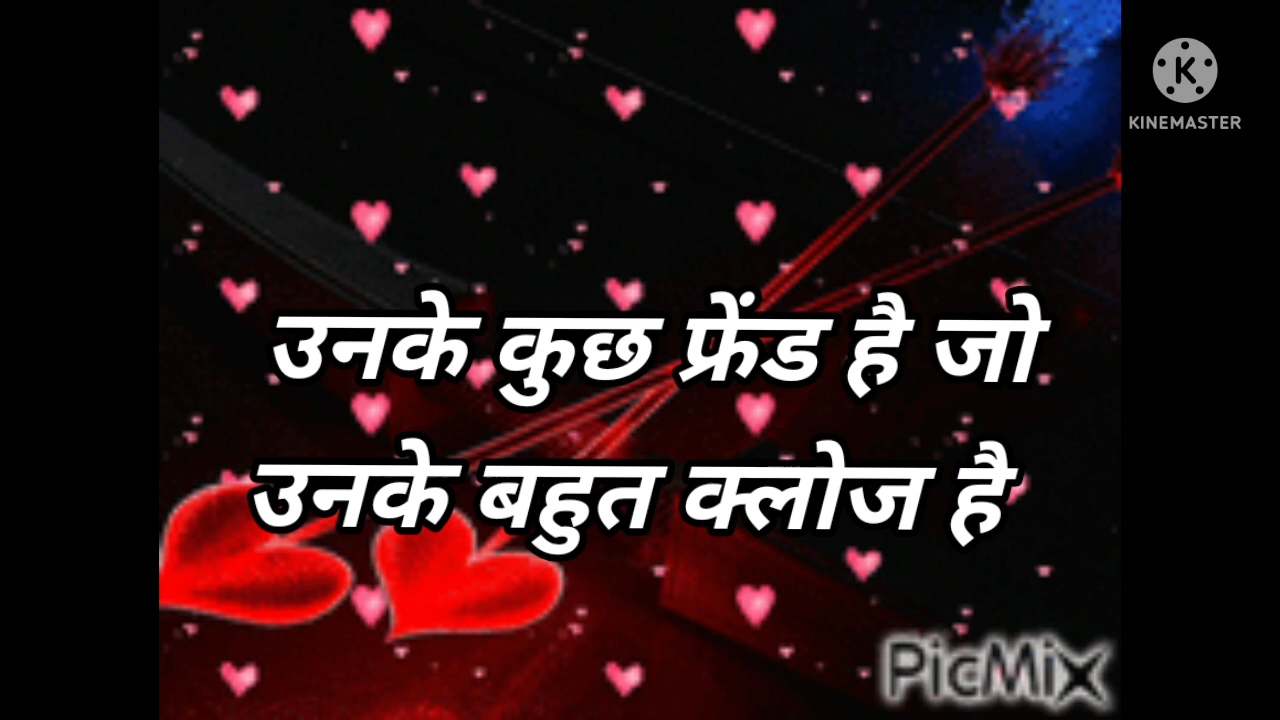 KINEMASTER
उनके कुछ फ्रेंड है जो
उनके बहुत क्लोज है
PicMix